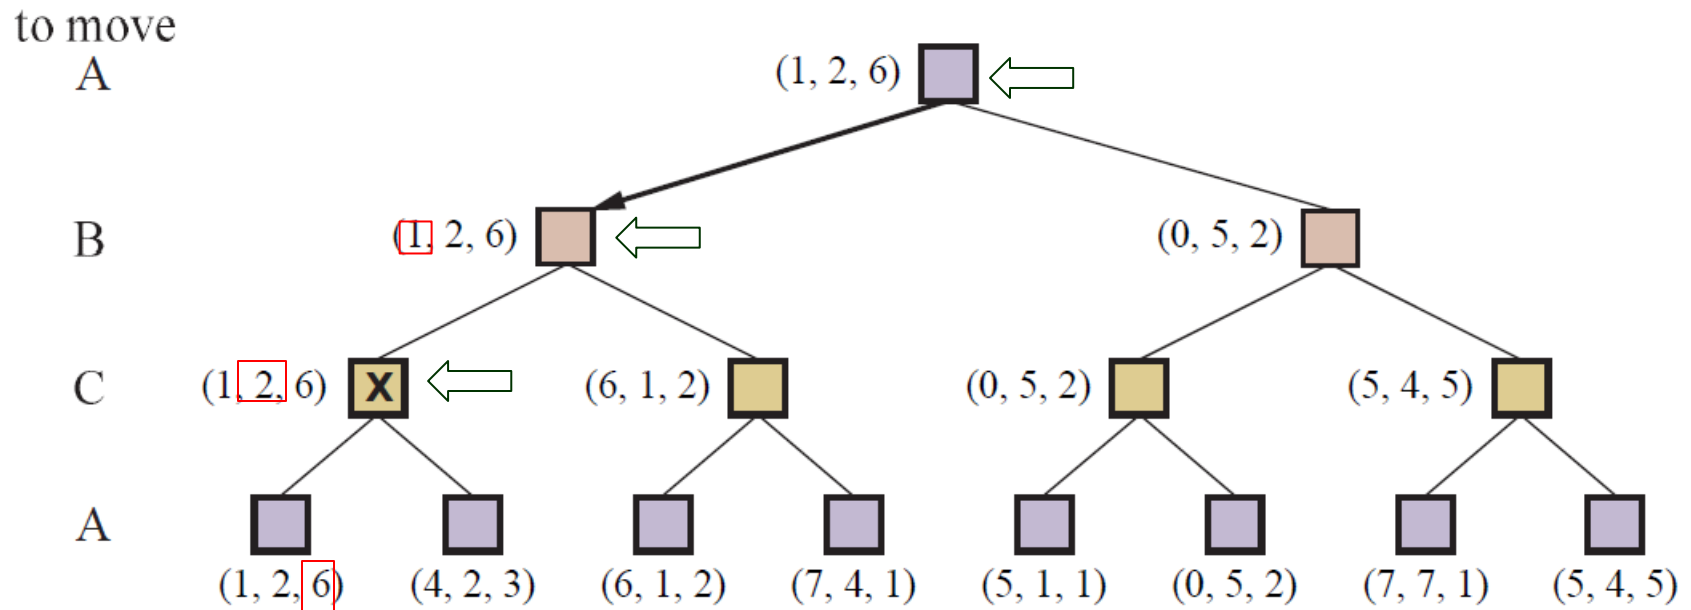 to move
A (1, 2, 6)
B (1, 2, 6) (0, 5, 2)
C (1, 2, 6) X (6, 1, 2) (0, 5, 2) (5, 4, 5)
A
(1, 2, 6) (4, 2, 3) (6, 1, 2) (7, 4, 1) (5, 1, 1) (0, 5, 2) (7, 7, 1) (5, 4, 5)